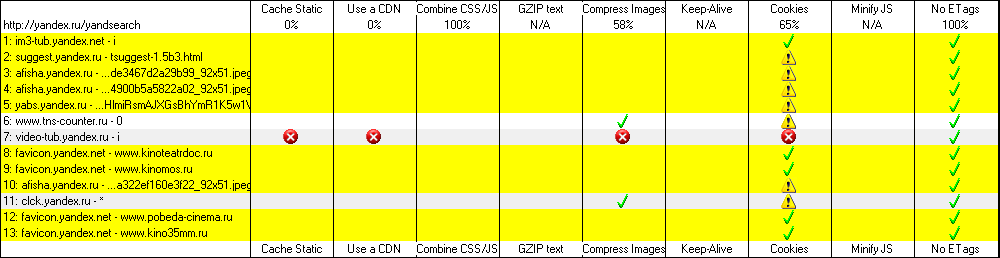 Cache Static Use a CDN Combine CSS/JS GZIP text Compress Images Keep-Alive Cookies Minify JS No ETags
http://yandex.ru/yandsearch 0% 0% 100% N/A 58% N/A 65% N/A 100%
1: im3-tub.yandex.net - i
2: suggest.yandex.ru - tsuggest-1.5b3.html
3: afisha.yandex.ru - ...de3467d2a29b99_92x51.jpeg
4: afisha.yandex.ru - ...4900b5a5822a02_92x51.jpeg
5: yabs.yandex.ru - ...HImiRsmAJXGsBhYmR1K5w1\
6: www.tns-counter.ru - 0
7: video-tub.yandex.ru - i
8: favicon.yandex.net - www.kinoteatrdoc.ru
9: favicon.yandex.net - www.kinomos.ru
10: afisha.yandex.ru - ...a322ef160e3f22_92x51.jpeg
11: clck.yandex.ru - *
12: favicon.yandex.net - www.pobeda-cinema.ru
13: favicon.yandex.net - www.kino35mm.ru
Cache Static Use a CDN Combine CSS/JS GZIP text Compress Images Keep-Alive Cookies Minify JS No ETags